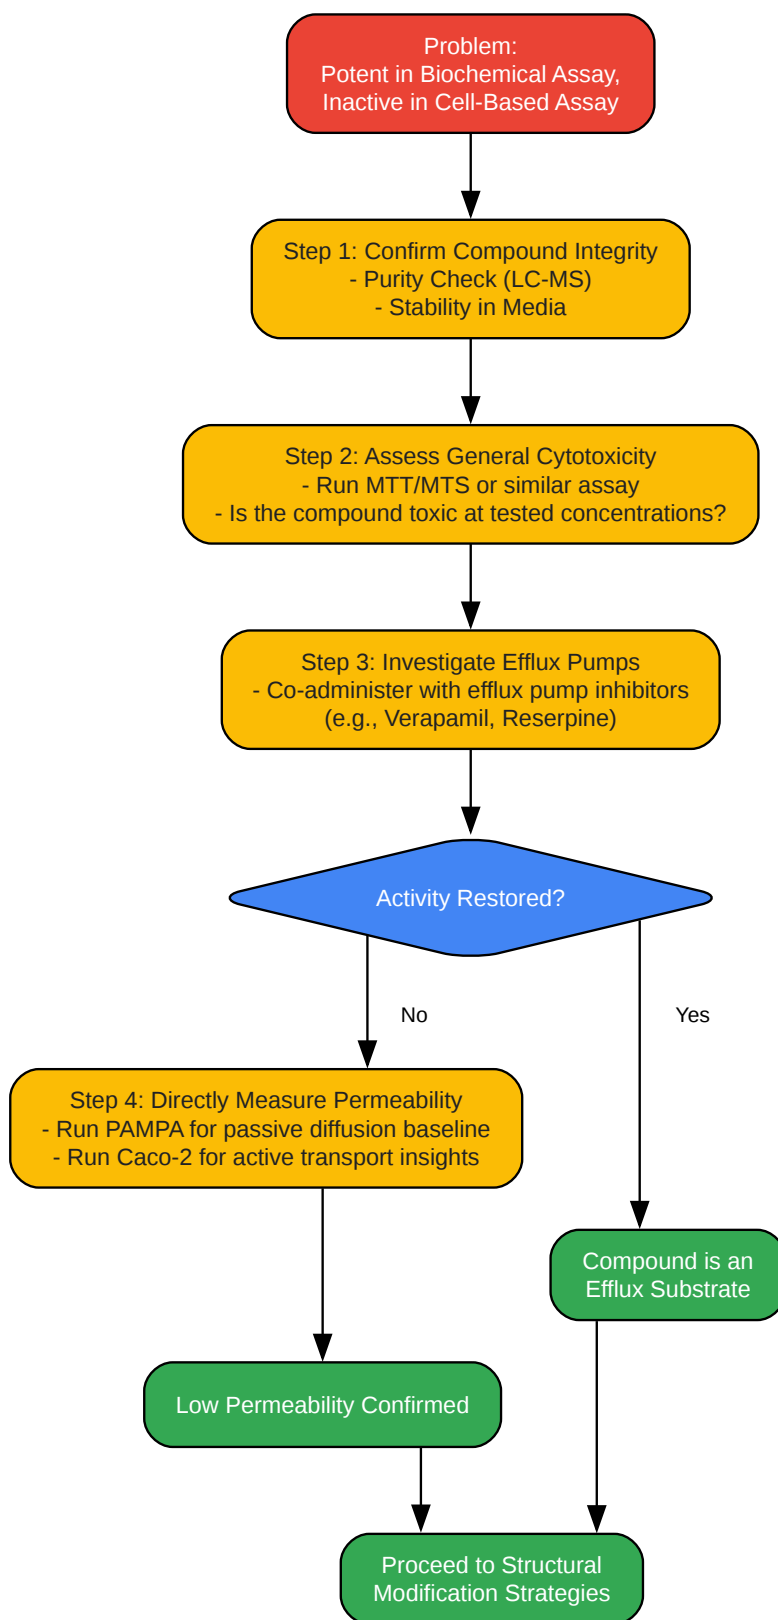 Problem:
Potent in Biochemical Assay,
Inactive in Cell-Based Assay
Step 1: Confirm Compound Integrity
- Purity Check (LC-MS)
- Stability in Media
Step 2: Assess General Cytotoxicity
- Run MTT/MTS or similar assay
- Is the compound toxic at tested concentrations?
Step 3: Investigate Efflux Pumps
- Co-administer with efflux pump inhibitors
(e.g., Verapamil, Reserpine)
Activity Restored?
No
Yes
Step 4: Directly Measure Permeability
- Run PAMPA for passive diffusion baseline
- Run Caco-2 for active transport insights
Compound is an
Efflux Substrate
Low Permeability Confirmed
Proceed to Structural
Modification Strategies